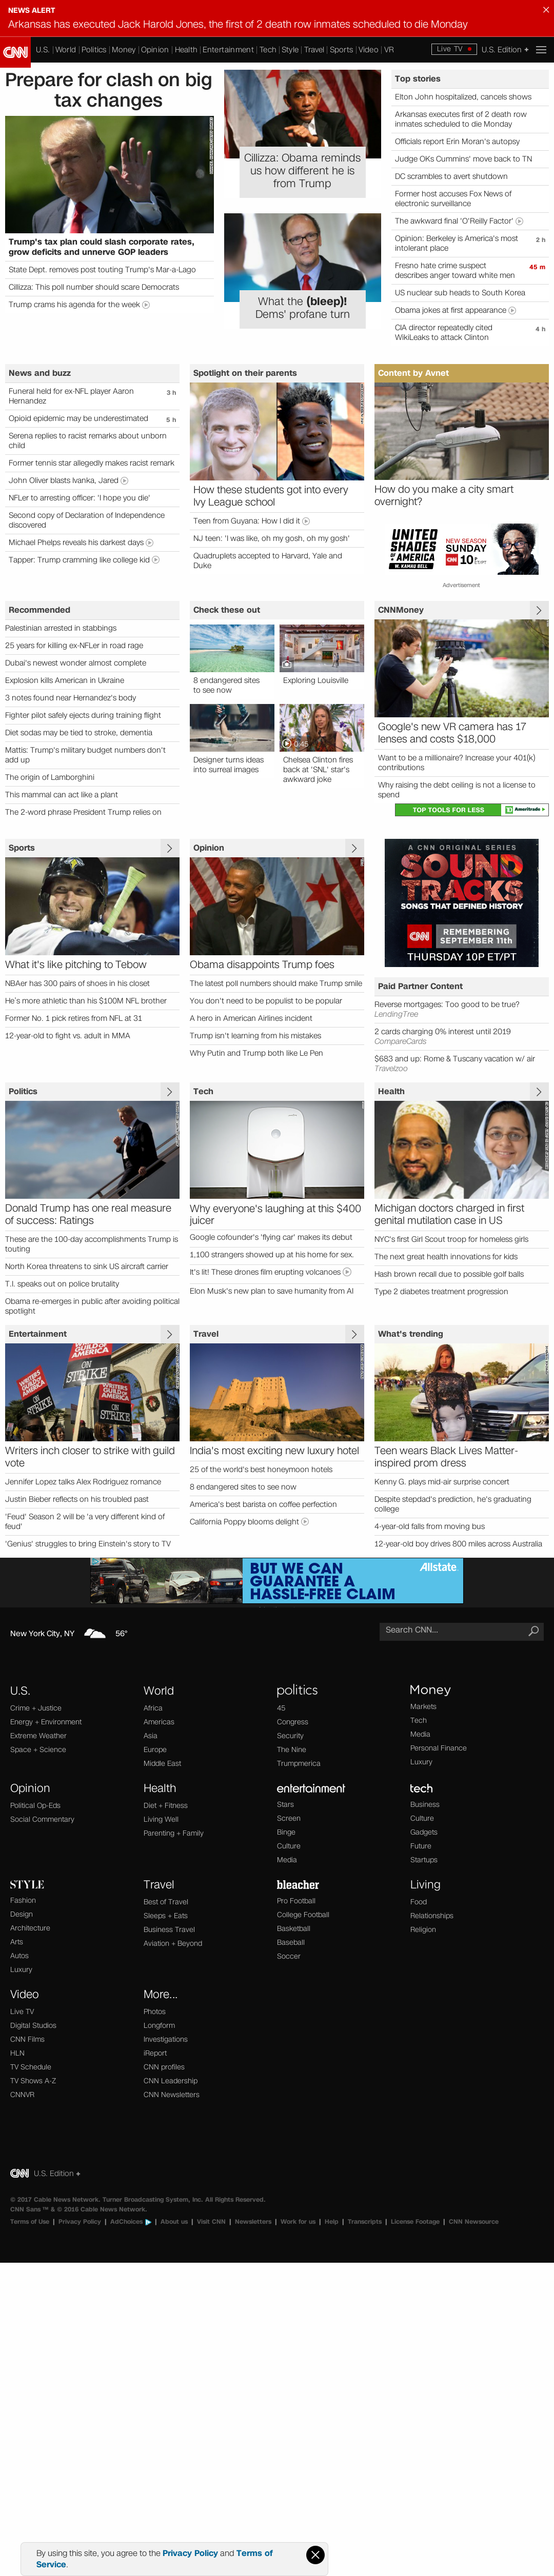 NEWS ALERT
Arkansas has executed Jack Harold Jones, the first of 2 death row inmates scheduled to die Monday
CNN
U.S. | World | Politics | Money | Opinion | Health | Entertainment | Tech | Style | Travel | Sports | Video | VR
Live TV
U.S. Edition +
Prepare for clash on big
tax changes
Trump's tax plan could slash corporate rates,
grow deficits and unnerve GOP leaders
State Dept. removes post touting Trump's Mar-a-Lago
Cillizza: This poll number should scare Democrats
Trump crams his agenda for the week
Cillizza: Obama reminds
us how different he is
from Trump
What the (bleep)!
Dems' profane turn
Top stories
Elton John hospitalized, cancels shows
Arkansas executes first of 2 death row
inmates scheduled to die Monday
Officials report Erin Moran's autopsy
Judge OKs Cummins' move back to TN
DC scrambles to avert shutdown
Former host accuses Fox News of
electronic surveillance
The awkward final 'O'Reilly Factor'
Opinion: Berkeley is America's most
intolerant place
2 h
Fresno hate crime suspect
describes anger toward white men
45 m
US nuclear sub heads to South Korea
Obama jokes at first appearance
CIA director repeatedly cited
WikiLeaks to attack Clinton
4 h
News and buzz
Funeral held for ex-NFL player Aaron
Hernandez
3 h
Opioid epidemic may be underestimated
5 h
Serena replies to racist remarks about unborn
child
Former tennis star allegedly makes racist remark
John Oliver blasts Ivanka, Jared
NFLer to arresting officer: 'I hope you die'
Second copy of Declaration of Independence
discovered
Michael Phelps reveals his darkest days
Tapper: Trump cramming like college kid
Spotlight on their parents
How these students got into every
Ivy League school
Teen from Guyana: How I did it
NJ teen: 'I was like, oh my gosh, oh my gosh'
Quadruplets accepted to Harvard, Yale and
Duke
Content by Avnet
How do you make a city smart
overnight?
UNITED
SHADES OF
AMERICA
W. KAMAU BELL
NEW SEASON
SUNDAY
CNN 10P ET/PT
Advertisement
Recommended
Palestinian arrested in stabbings
25 years for killing ex-NFLer in road rage
Dubai's newest wonder almost complete
Explosion kills American in Ukraine
3 notes found near Hernandez's body
Fighter pilot safely ejects during training flight
Diet sodas may be tied to stroke, dementia
Mattis: Trump's military budget numbers don't
add up
The origin of Lamborghini
This mammal can act like a plant
The 2-word phrase President Trump relies on
Check these out
8 endangered sites
to see now
Exploring Louisville
0:45
Designer turns ideas
into surreal images
Chelsea Clinton fires
back at 'SNL' star's
awkward joke
CNNMoney
Google's new VR camera has 17
lenses and costs $18,000
Want to be a millionaire? Increase your 401(k)
contributions
Why raising the debt ceiling is not a license to
spend
TOP TOOLS FOR LESS
Ameritrade
Sports
What it's like pitching to Tebow
NBAer has 300 pairs of shoes in his closet
He's more athletic than his $100M NFL brother
Former No. 1 pick retires from NFL at 31
12-year-old to fight vs. adult in MMA
Opinion
Obama disappoints Trump foes
The latest poll numbers should make Trump smile
You don't need to be populist to be popular
A hero in American Airlines incident
Trump isn't learning from his mistakes
Why Putin and Trump both like Le Pen
A CNN ORIGINAL SERIES
SOUND
TRACKS
SONGS THAT DEFINED HISTORY
CNN REMEMBERING
SEPTEMBER 11th
THURSDAY 10P ET/PT
Paid Partner Content
Reverse mortgages: Too good to be true?
LendingTree
2 cards charging 0% interest until 2019
CompareCards
$683 and up: Rome & Tuscany vacation w/ air
Travelzoo
Politics
Donald Trump has one real measure
of success: Ratings
These are the 100-day accomplishments Trump is
touting
North Korea threatens to sink US aircraft carrier
T.I. speaks out on police brutality
Obama re-emerges in public after avoiding political
spotlight
Tech
Why everyone's laughing at this $400
juicer
Google cofounder's 'flying car' makes its debut
1,100 strangers showed up at his home for sex.
It's lit! These drones film erupting volcanoes
Elon Musk's new plan to save humanity from AI
Health
Michigan doctors charged in first
genital mutilation case in US
NYC's first Girl Scout troop for homeless girls
The next great health innovations for kids
Hash brown recall due to possible golf balls
Type 2 diabetes treatment progression
Entertainment
Writers inch closer to strike with guild
vote
Jennifer Lopez talks Alex Rodriguez romance
Justin Bieber reflects on his troubled past
'Feud' Season 2 will be 'a very different kind of
feud'
'Genius' struggles to bring Einstein's story to TV
Travel
India's most exciting new luxury hotel
25 of the world's best honeymoon hotels
8 endangered sites to see now
America's best barista on coffee perfection
California Poppy blooms delight
What's trending
Teen wears Black Lives Matter-
inspired prom dress
Kenny G. plays mid-air surprise concert
Despite stepdad's prediction, he's graduating
college
4-year-old falls from moving bus
12-year-old boy drives 800 miles across Australia
BUT WE CAN
GUARANTEE A
HASSLE-FREE CLAIM
Allstate
New York City, NY 56°
Search CNN...
U.S.
Crime + Justice
Energy + Environment
Extreme Weather
Space + Science
World
Africa
Americas
Asia
Europe
Middle East
politics
45
Congress
Security
The Nine
Trumpmerica
Money
Markets
Tech
Media
Personal Finance
Luxury
Opinion
Political Op-Eds
Social Commentary
Health
Diet + Fitness
Living Well
Parenting + Family
entertainment
Stars
Screen
Binge
Culture
Media
tech
Business
Culture
Gadgets
Future
Startups
STYLE
Fashion
Design
Architecture
Arts
Autos
Luxury
Travel
Best of Travel
Sleeps + Eats
Business Travel
Aviation + Beyond
bleacher
Pro Football
College Football
Basketball
Baseball
Soccer
Living
Food
Relationships
Religion
Video
Live TV
Digital Studios
CNN Films
HLN
TV Schedule
TV Shows A-Z
CNNVR
More...
Photos
Longform
Investigations
iReport
CNN profiles
CNN Leadership
CNN Newsletters
CNN U.S. Edition +
© 2017 Cable News Network. Turner Broadcasting System, Inc. All Rights Reserved.
CNN Sans ™ & © 2016 Cable News Network.
Terms of Use | Privacy Policy | AdChoices | About us | Visit CNN | Newsletters | Work for us | Help | Transcripts | License Footage | CNN Newsource
By using this site, you agree to the Privacy Policy and Terms of
Service.